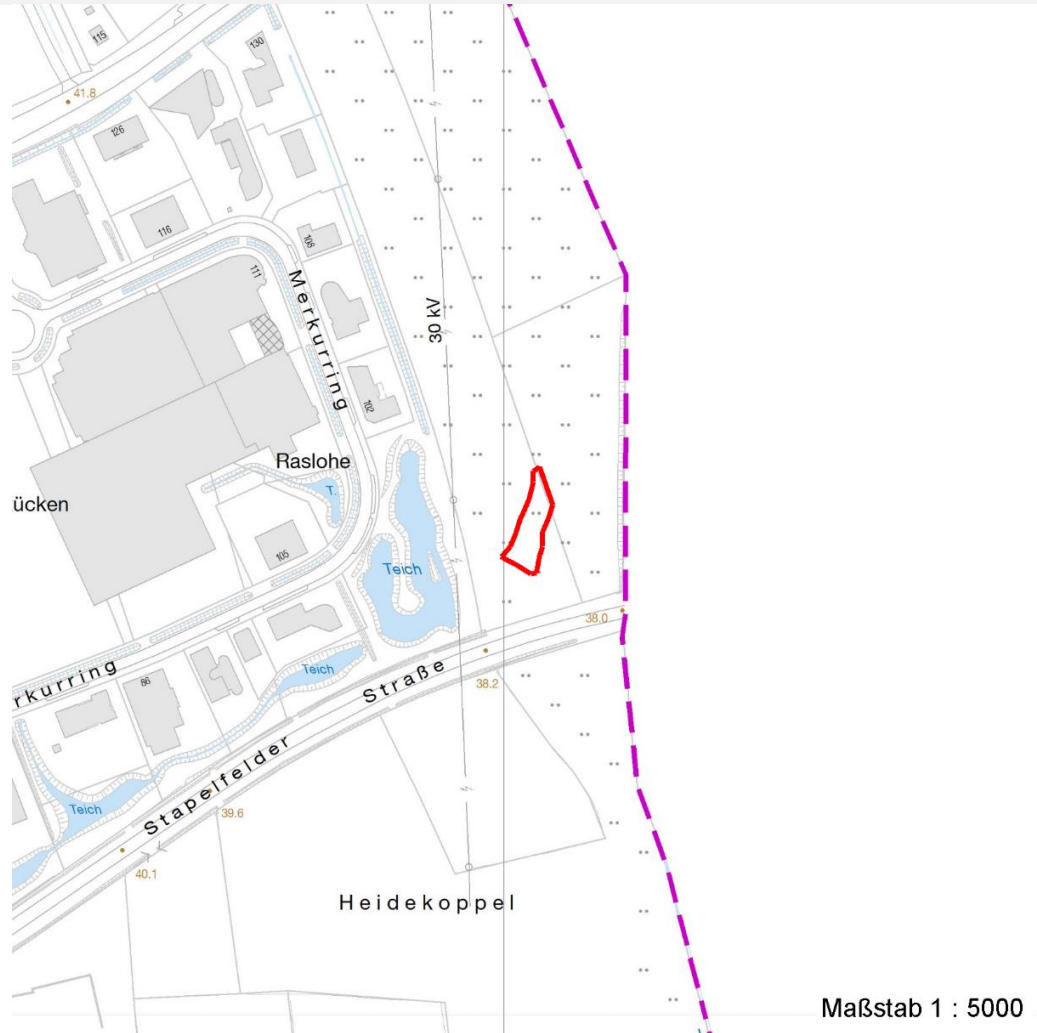 115
130
41.8
126
116
108
111
Merkurring
30 kV
102
Raslohe
T.
ücken
105
Teich
38.0
Teich
Straße
38.2
rkurring
86
Stapelfelder
Teich
39.6
40.1
Heidekoppel
Maßstab 1 : 5000